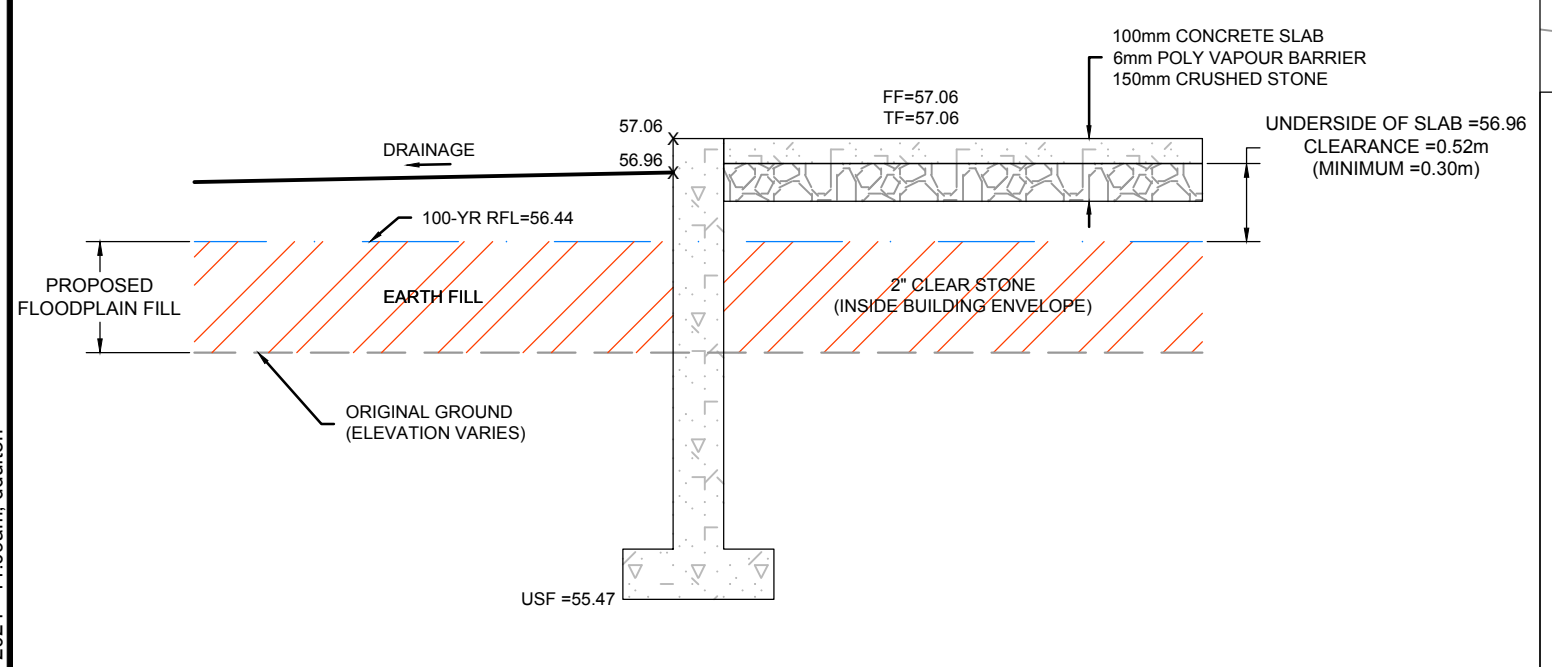 100mm CONCRETE SLAB
6mm POLY VAPOUR BARRIER
150mm CRUSHED STONE
FF=57.06
TF=57.06
UNDERSIDE OF SLAB =56.96
CLEARANCE =0.52m
(MINIMUM =0.30m)
57.06
56.96
DRAINAGE
100-YR RFL=56.44
PROPOSED
FLOODPLAIN FILL
EARTH FILL
2" CLEAR STONE
(INSIDE BUILDING ENVELOPE)
ORIGINAL GROUND
(ELEVATION VARIES)
USF =55.47